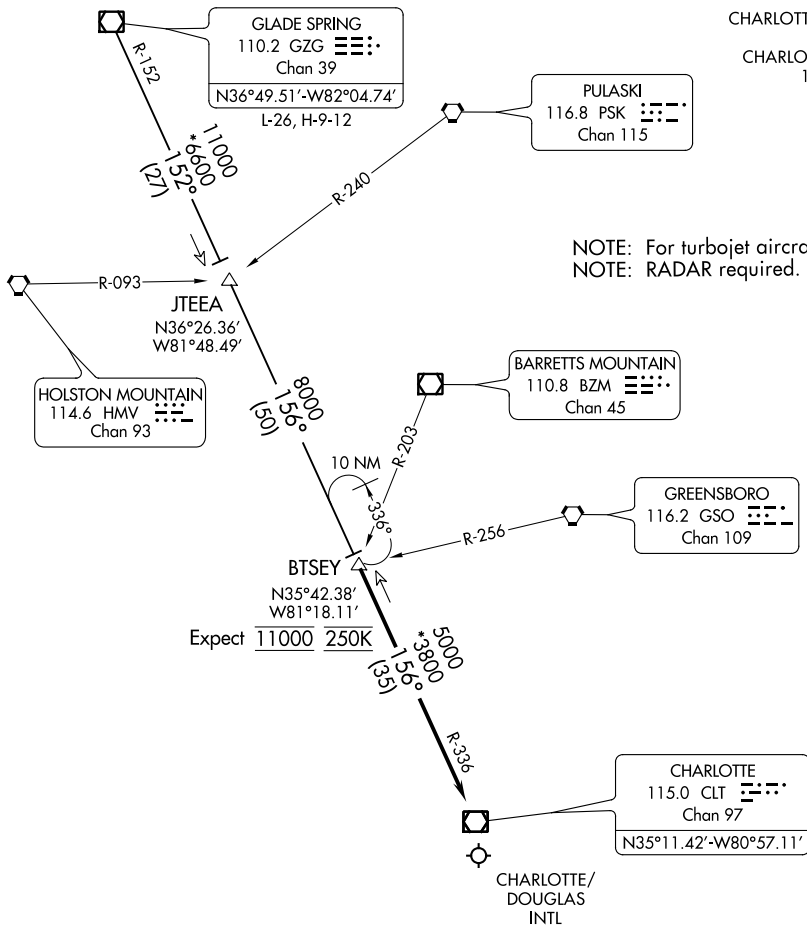 GLADE SPRING
110.2 GZG
Chan 39
N36°49.51'-W82°04.74'
L-26, H-9-12
CHARLOTT
CHARLO
1
PULASKI
116.8 PSK
Chan 115
R-152
11000
*6600
152°
(27)
R-240
NOTE: For turbojet aircra
NOTE: RADAR required.
R-093
JTEEA
N36°26.36'
W81°48.49'
HOLSTON MOUNTAIN
114.6 HMV
Chan 93
BARRETTS MOUNTAIN
110.8 BZM
Chan 45
8000
156°
(50)
R-203
10 NM
336°
GREENSBORO
116.2 GSO
Chan 109
R-256
BTSEY
N35°42.38'
W81°18.11'
Expect 11000 250K
5000
*3800
156°
(35)
R-336
CHARLOTTE
115.0 CLT
Chan 97
N35°11.42'-W80°57.11'
CHARLOTTE/
DOUGLAS
INTL